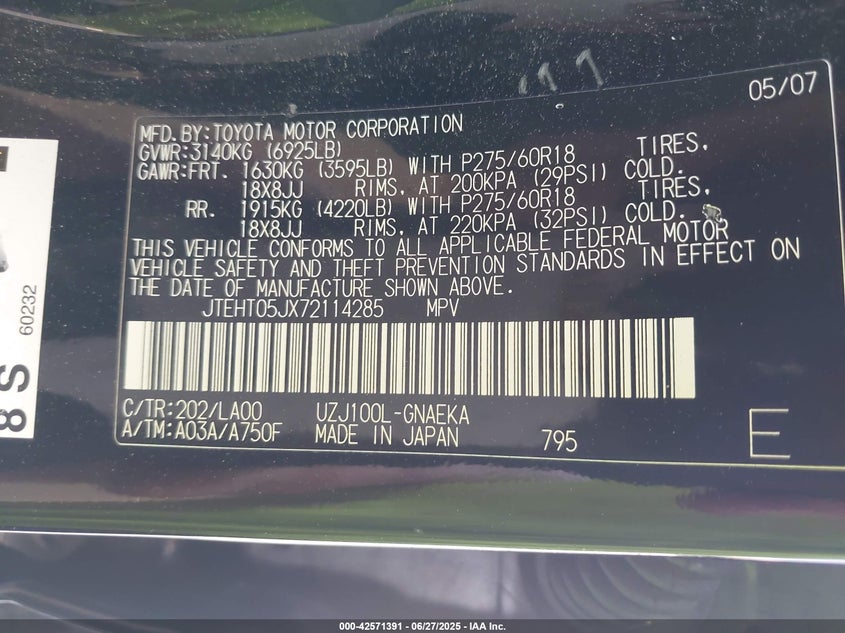 05/07
MFD. BY: TOYOTA MOTOR CORPORATION
GVWR: 3140KG (6925LB)
GAWR: FRT. 1630KG (3595LB) WITH P275/60R18 TIRES,
18X8JJ RIMS, AT 200KPA (29PSI) COLD.
RR. 1915KG (4220LB) WITH P275/60R18 TIRES,
18X8JJ RIMS, AT 220KPA (32PSI) COLD.
THIS VEHICLE CONFORMS TO ALL APPLICABLE FEDERAL MOTOR
VEHICLE SAFETY AND THEFT PREVENTION STANDARDS IN EFFECT ON
THE DATE OF MANUFACTURE SHOWN ABOVE.
JTEHT05JX72114285 MPV
C/TR: 202/LA00 UZJ100L-GNAEKA
A/TM: A03A/A750F MADE IN JAPAN 795 E
60232
8 S
000-42571391 - 06/27/2025 - IAA Inc.